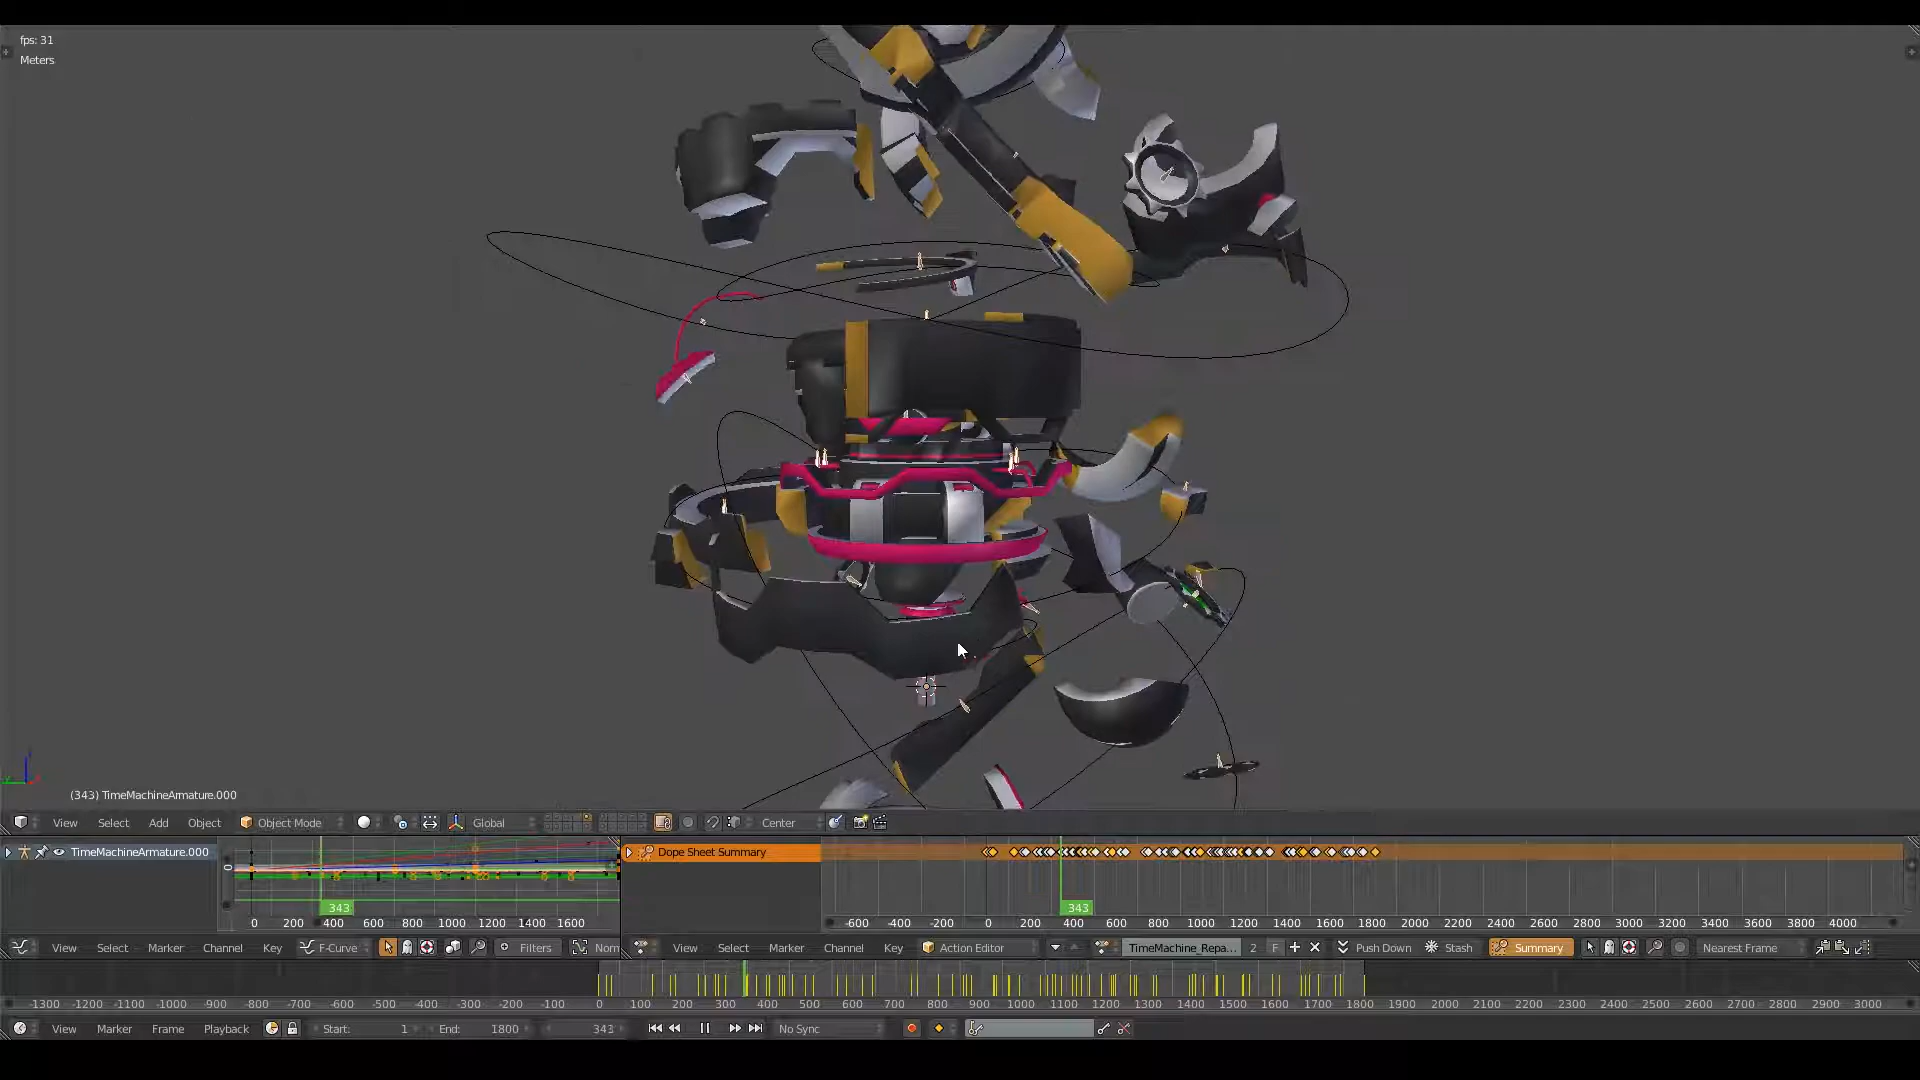 fps: 31
Meters
(343) TimeMachineArmature.000
View Select Add Object Object Mode Global Center
TimeMachineArmature.000
Dope Sheet Summary
343
0 200 400 600 800 1000 1200 1400 1600
343
-600 -400 -200 0 200 400 600 800 1000 1200 1400 1600 1800 2000 2200 2400 2600 2800 3000 3200 3400 3600 3800 4000
View Select Marker Channel Key F-Curve Filters Norm
View Select Marker Channel Key Action Editor TimeMachine_Repa... 2 F Push Down Stash Summary Nearest Frame
-1300 -1200 -1100 -1000 -900 -800 -700 -600 -500 -400 -300 -200 -100 0 100 200 300 400 500 600 700 800 900 1000 1100 1200 1300 1400 1500 1600 1700 1800 1900 2000 2100 2200 2300 2400 2500 2600 2700 2800 2900 3000
View Marker Frame Playback Start: 1 End: 1800 343 No Sync